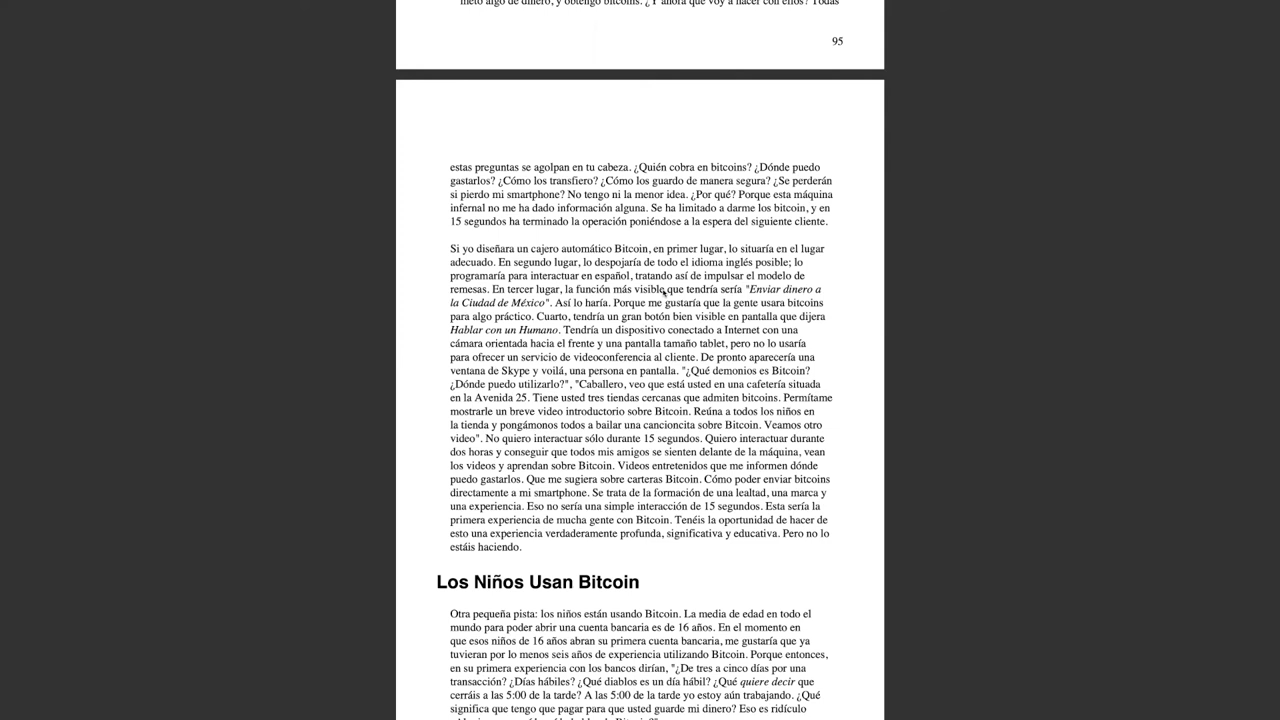 meto algo de dinero, y obtengo bitcoins. ¿Y ahora qué voy a hacer con ellos? Todas
95
estas preguntas se agolpan en tu cabeza. ¿Quién cobra en bitcoins? ¿Dónde puedo
gastarlos? ¿Cómo los transfiero? ¿Cómo los guardo de manera segura? ¿Se perderán
si pierdo mi smartphone? No tengo ni la menor idea. ¿Por qué? Porque esta máquina
infernal no me ha dado información alguna. Se ha limitado a darme los bitcoin, y en
15 segundos ha terminado la operación poniéndose a la espera del siguiente cliente.
Si yo diseñara un cajero automático Bitcoin, en primer lugar, lo situaría en el lugar
adecuado. En segundo lugar, lo despojaría de todo el idioma inglés posible; lo
programaría para interactuar en español, tratando así de impulsar el modelo de
remesas. En tercer lugar, la función más visible que tendría sería "Enviar dinero a
la Ciudad de México". Así lo haría. Porque me gustaría que la gente usara bitcoins
para algo práctico. Cuarto, tendría un gran botón bien visible en pantalla que dijera
Hablar con un Humano. Tendría un dispositivo conectado a Internet con una
cámara orientada hacia el frente y una pantalla tamaño tablet, pero no lo usaría
para ofrecer un servicio de videoconferencia al cliente. De pronto aparecería una
ventana de Skype y voilá, una persona en pantalla. "¿Qué demonios es Bitcoin?
¿Dónde puedo utilizarlo?", "Caballero, veo que está usted en una cafetería situada
en la Avenida 25. Tiene usted tres tiendas cercanas que admiten bitcoins. Permítame
mostrarle un breve video introductorio sobre Bitcoin. Reúna a todos los niños en
la tienda y pongámonos todos a bailar una cancioncita sobre Bitcoin. Veamos otro
video". No quiero interactuar sólo durante 15 segundos. Quiero interactuar durante
dos horas y conseguir que todos mis amigos se sienten delante de la máquina, vean
los videos y aprendan sobre Bitcoin. Videos entretenidos que me informen dónde
puedo gastarlos. Que me sugiera sobre carteras Bitcoin. Cómo poder enviar bitcoins
directamente a mi smartphone. Se trata de la formación de una lealtad, una marca y
una experiencia. Eso no sería una simple interacción de 15 segundos. Esta sería la
primera experiencia de mucha gente con Bitcoin. Tenéis la oportunidad de hacer de
esto una experiencia verdaderamente profunda, significativa y educativa. Pero no lo
estáis haciendo.
Los Niños Usan Bitcoin
Otra pequeña pista: los niños están usando Bitcoin. La media de edad en todo el
mundo para poder abrir una cuenta bancaria es de 16 años. En el momento en
que esos niños de 16 años abran su primera cuenta bancaria, me gustaría que ya
tuvieran por lo menos seis años de experiencia utilizando Bitcoin. Porque entonces,
en su primera experiencia con los bancos dirían, "¿De tres a cinco días por una
transacción? ¿Días hábiles? ¿Qué diablos es un día hábil? ¿Qué quiere decir que
cerráis a las 5:00 de la tarde? A las 5:00 de la tarde yo estoy aún trabajando. ¿Qué
significa que tengo que pagar para que usted guarde mi dinero? Eso es ridículo